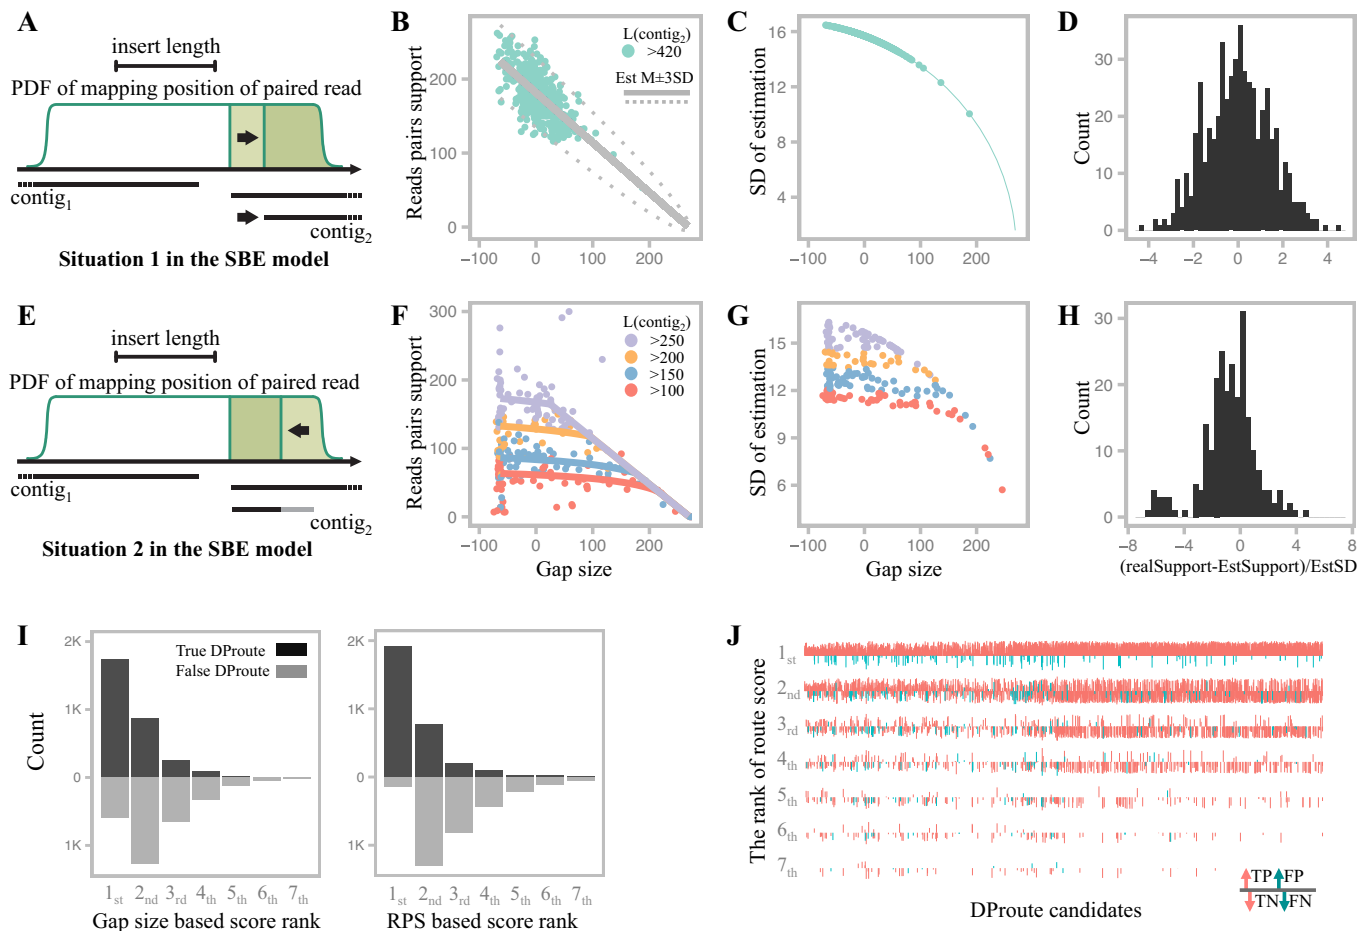 A
insert length
PDF of mapping position of paired read
contig1
contig2
Situation 1 in the SBE model
B
Reads pairs support
200
100
0
−100
0
100
200
L(contig2)
>420
Est M±3SD
C
SD of estimation
16
12
8
4
−100
0
100
200
D
Count
30
20
10
0
−4
−2
0
2
4
E
insert length
PDF of mapping position of paired read
contig1
contig2
Situation 2 in the SBE model
F
Reads pairs support
300
200
100
0
−100
0
100
200
Gap size
L(contig2)
>250
>200
>150
>100
G
SD of estimation
15
12
9
6
−100
0
100
200
Gap size
H
Count
30
20
10
0
−8
−4
0
4
8
(realSupport-EstSupport)/EstSD
I
Count
2K
1K
0
1K
True DProute
False DProute
1st 2nd 3rd 4th 5th 6th 7th
Gap size based score rank
2K
1K
0
1K
1st 2nd 3rd 4th 5th 6th 7th
RPS based score rank
J
The rank of route score
1st
2nd
3rd
4th
5th
6th
7th
DProute candidates
TP FP
TN FN